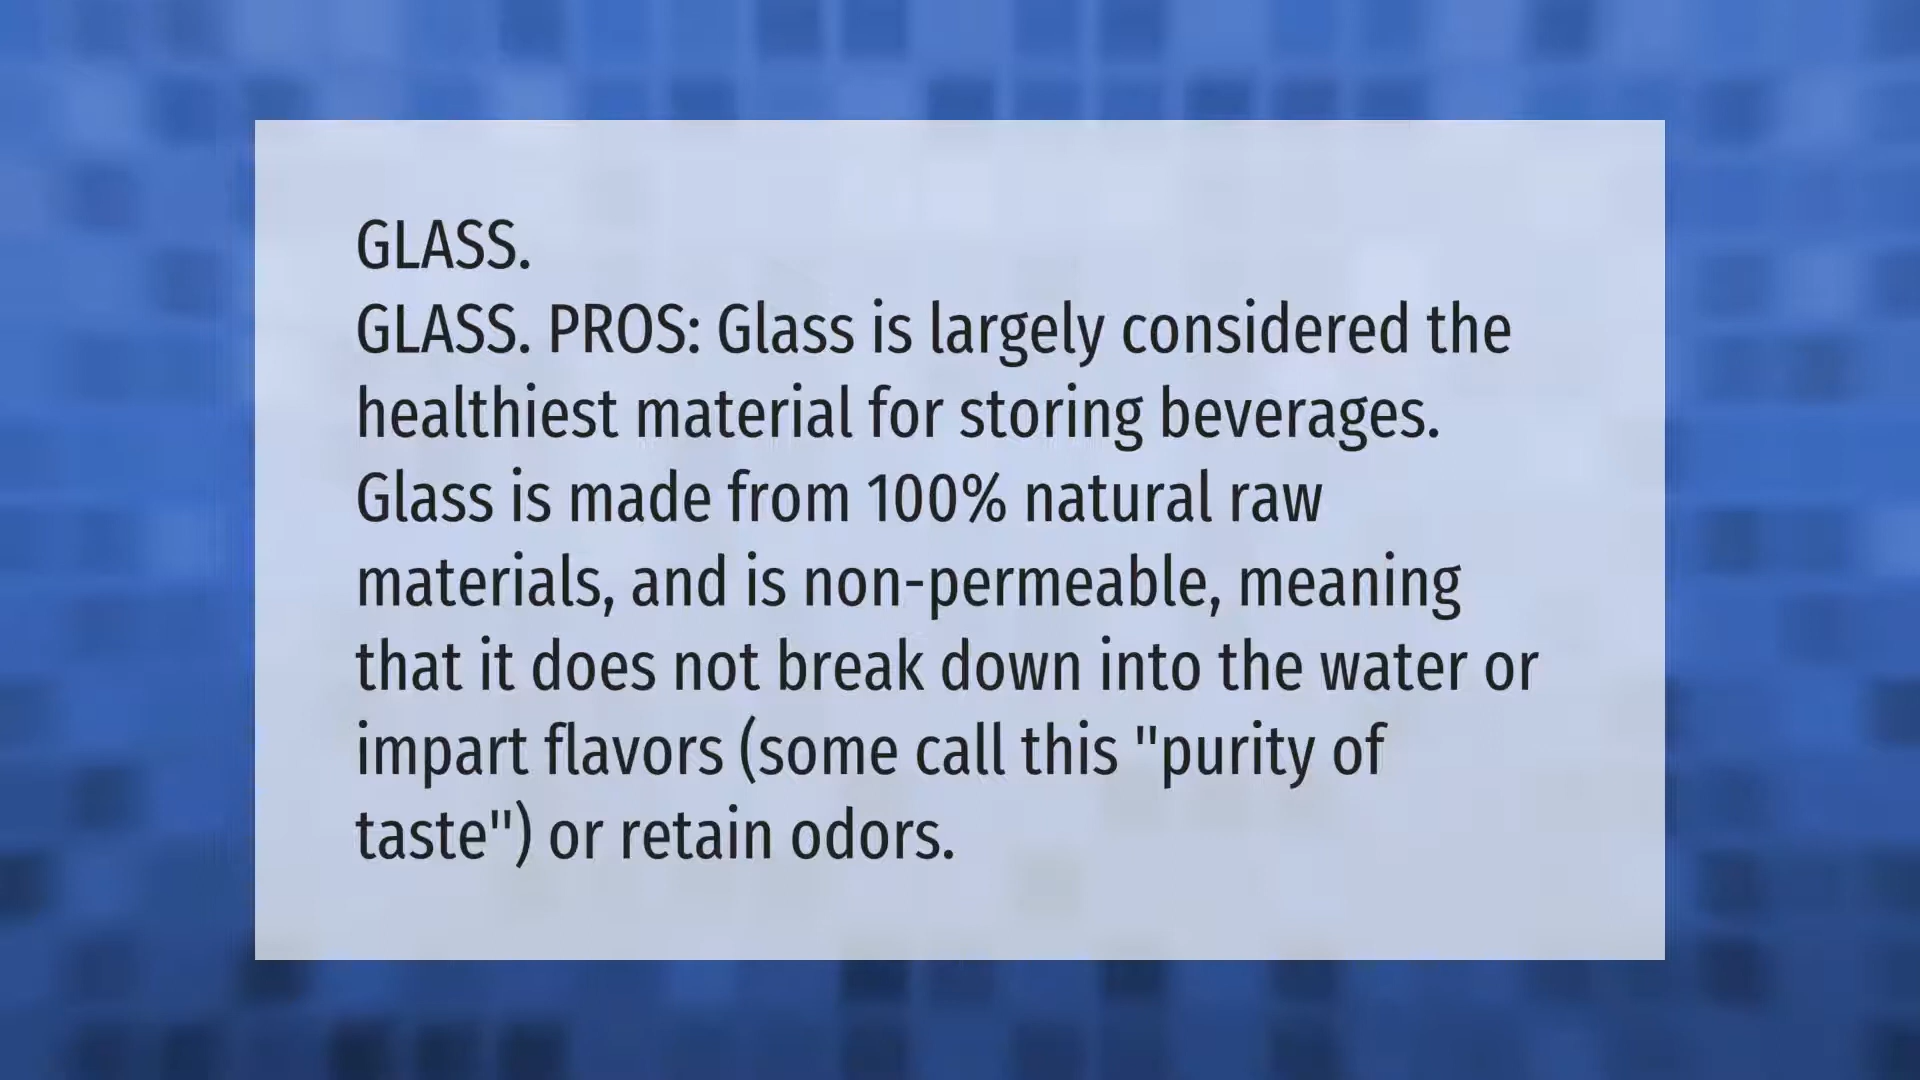 GLASS.
GLASS. PROS: Glass is largely considered the
healthiest material for storing beverages.
Glass is made from 100% natural raw
materials, and is non-permeable, meaning
that it does not break down into the water or
impart flavors (some call this "purity of
taste") or retain odors.